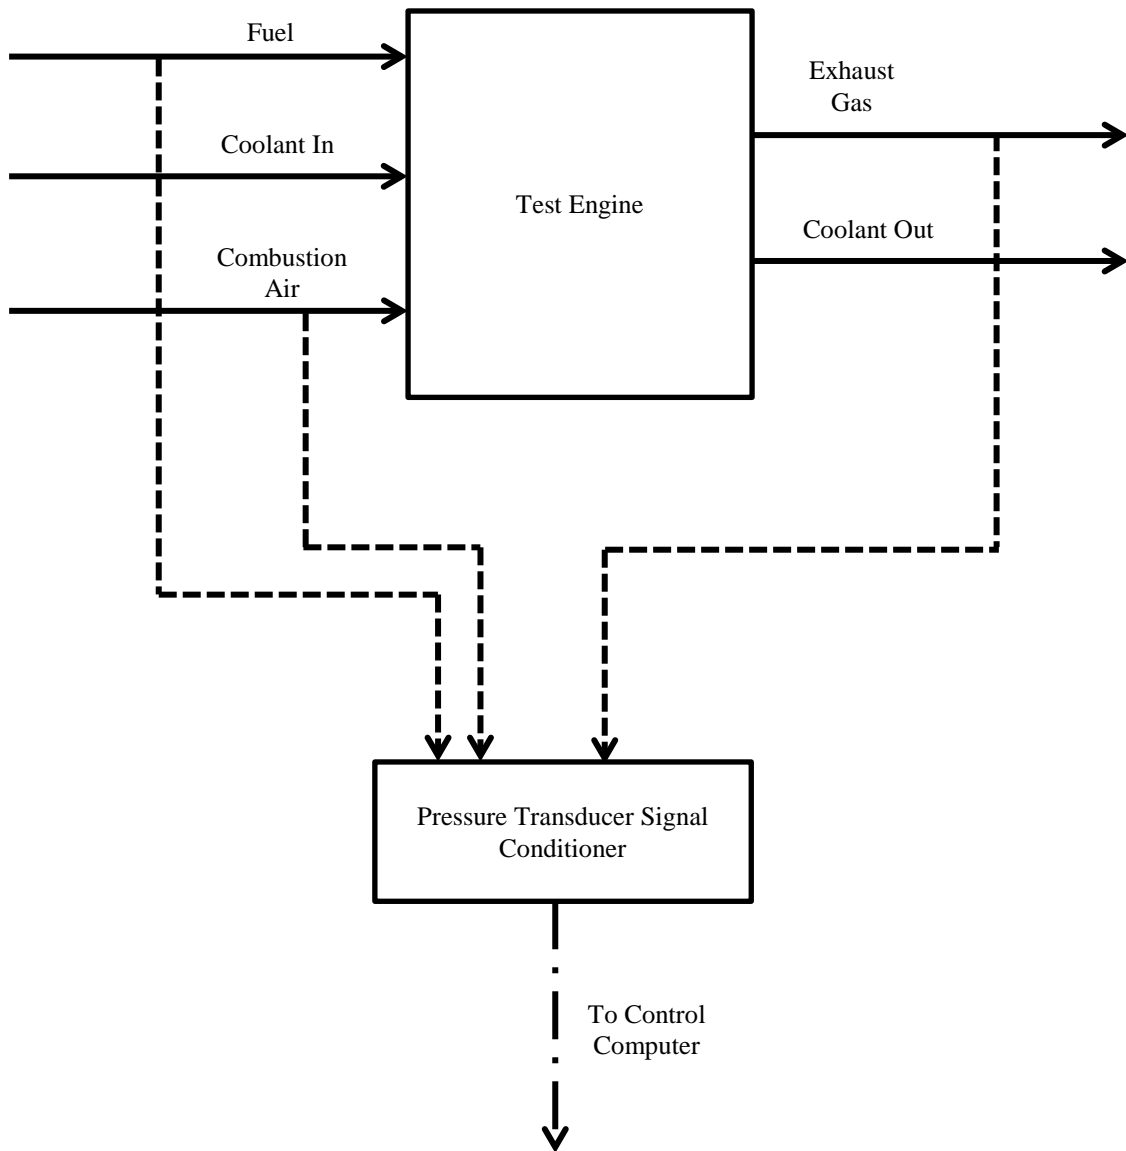 Fuel
Exhaust
Gas
Coolant In
Test Engine
Coolant Out
Combustion
Air
Pressure Transducer Signal
Conditioner
To Control
Computer